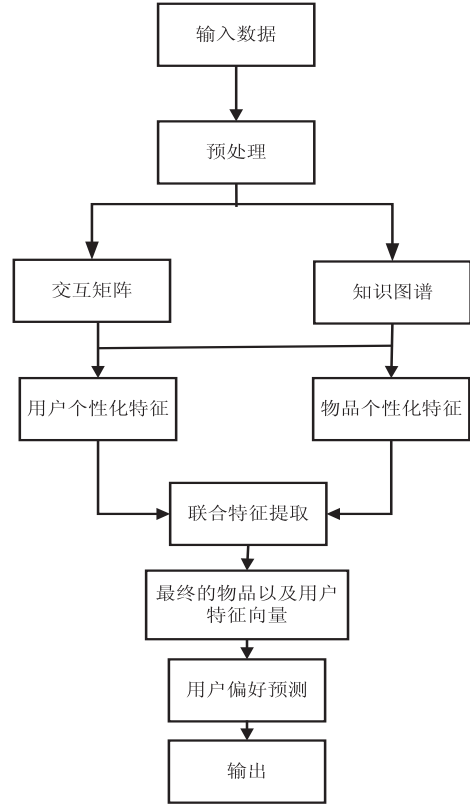 输入数据
预处理
交互矩阵
知识图谱
用户个性化特征
物品个性化特征
联合特征提取
最终的物品以及用户
特征向量
用户偏好预测
输出